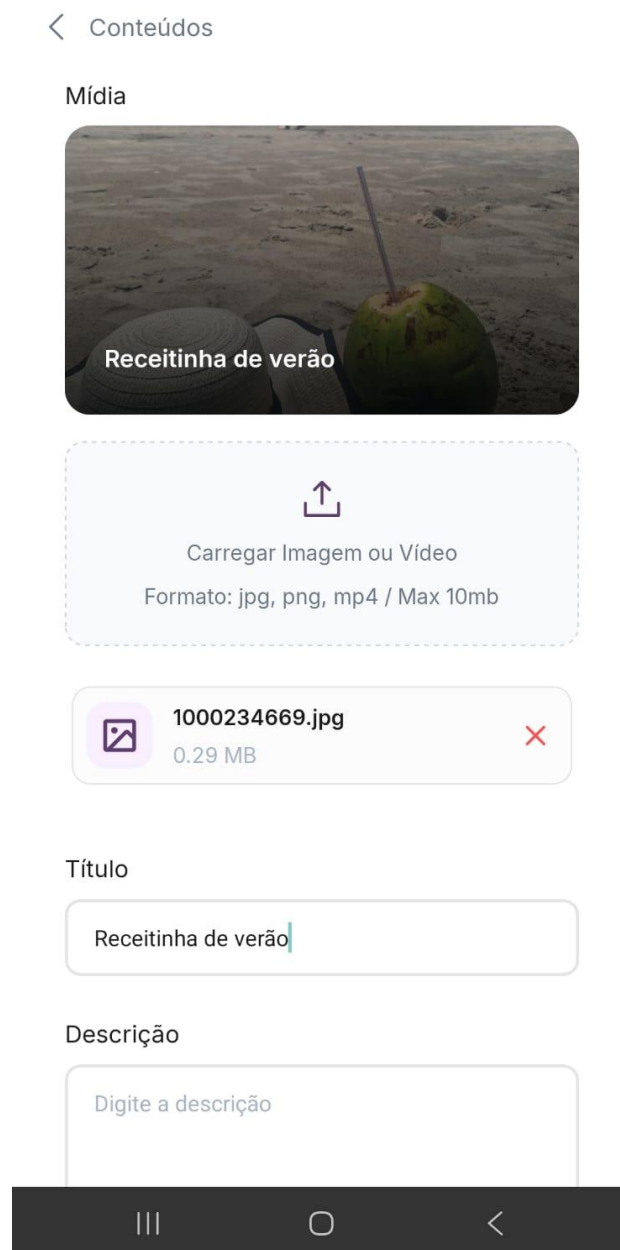 Conteúdos
Mídia
Receitinha de verão
Carregar Imagem ou Vídeo
Formato: jpg, png, mp4 / Max 10mb
1000234669.jpg
0.29 MB
Título
Receitinha de verão
Descrição
Digite a descrição